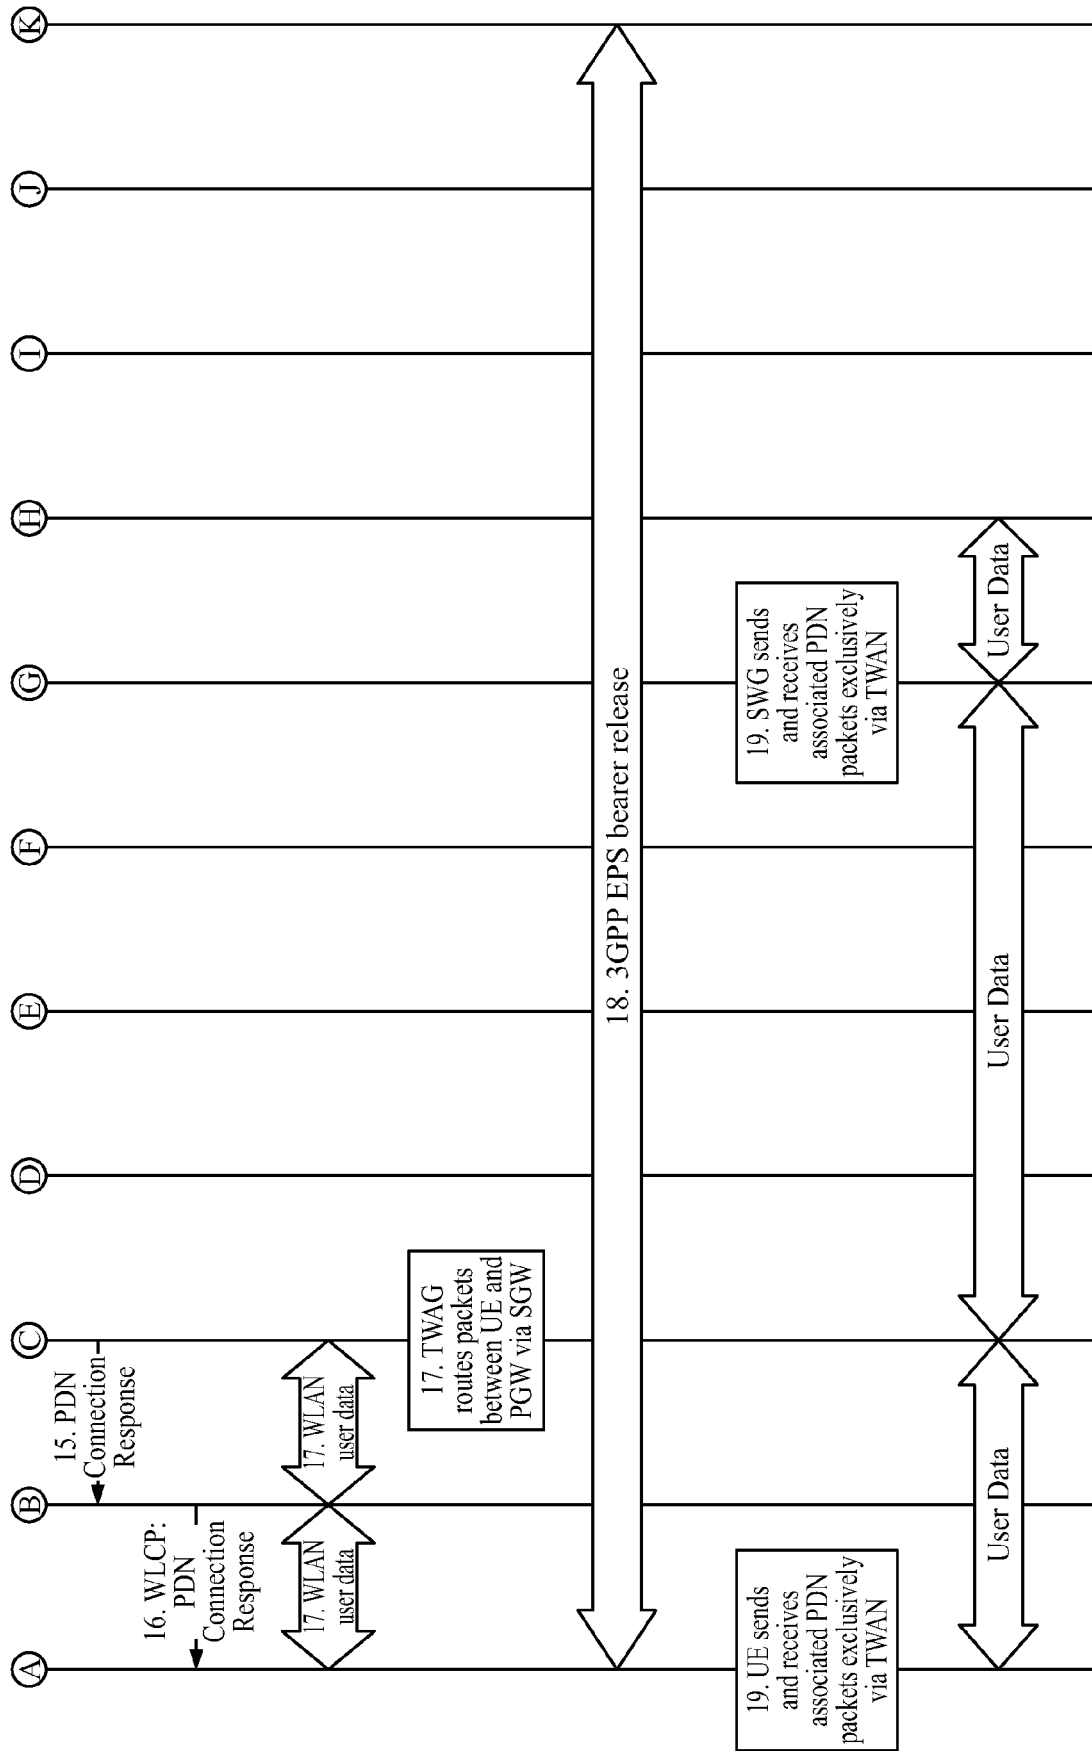 A
B
C
D
E
F
G
H
I
J
K
15. PDN
Connection
Response
16. WLCP:
PDN
Connection
Response
17. WLAN
user data
17. WLAN
user data
17. TWAG
routes packets
between UE and
PGW via SGW
18. 3GPP EPS bearer release
19. UE sends
and receives
associated PDN
packets exclusively
via TWAN
19. SWG sends
and receives
associated PDN
packets exclusively
via TWAN
User Data
User Data
User Data